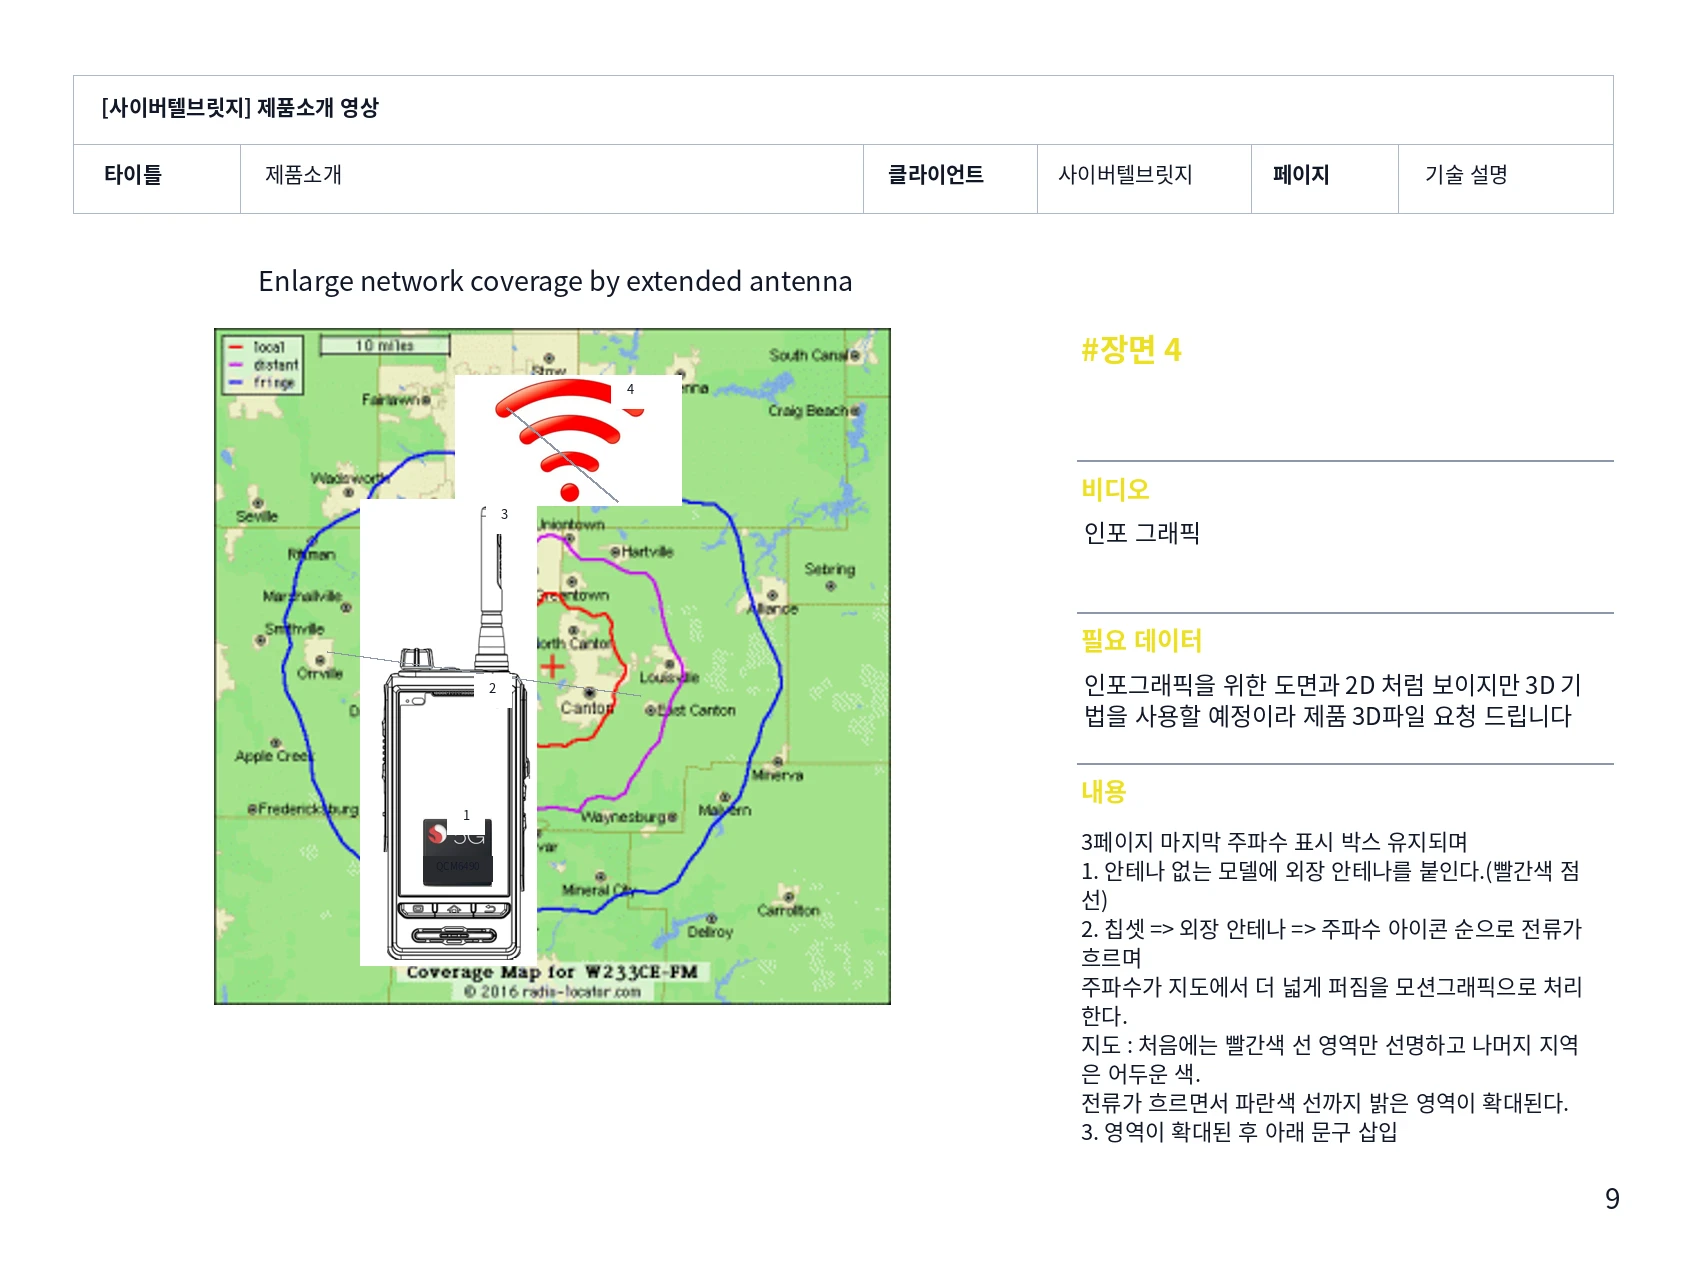 [사이버텔브릿지] 제품소개 영상
타이틀
제품소개
클라이언트
사이버텔브릿지
페이지
기술 설명
Enlarge network coverage by extended antenna
local
distant
fringe
10 miles
Stow
South Canal
Fairlawn
4
Craig Beach
Wadsworth
Seville
3
Uniontown
Hartville
Rittman
Sebring
Marshallville
Greentown
Alliance
Smithville
North Canton
Orrville
Louisville
2
Canton
East Canton
Apple Creek
Minerva
Fredericksburg
Malvern
1
Waynesburg
5G
QCM6490
Mineral City
Carrollton
Dellroy
Coverage Map for W233CE-FM
© 2016 radio-locator.com
#장면 4
비디오
인포 그래픽
필요 데이터
인포그래픽을 위한 도면과 2D 처럼 보이지만 3D 기
법을 사용할 예정이라 제품 3D파일 요청 드립니다
내용
3페이지 마지막 주파수 표시 박스 유지되며
1. 안테나 없는 모델에 외장 안테나를 붙인다.(빨간색 점
선)
2. 칩셋 => 외장 안테나 => 주파수 아이콘 순으로 전류가
흐르며
주파수가 지도에서 더 넓게 퍼짐을 모션그래픽으로 처리
한다.
지도 : 처음에는 빨간색 선 영역만 선명하고 나머지 지역
은 어두운 색.
전류가 흐르면서 파란색 선까지 밝은 영역이 확대된다.
3. 영역이 확대된 후 아래 문구 삽입
9